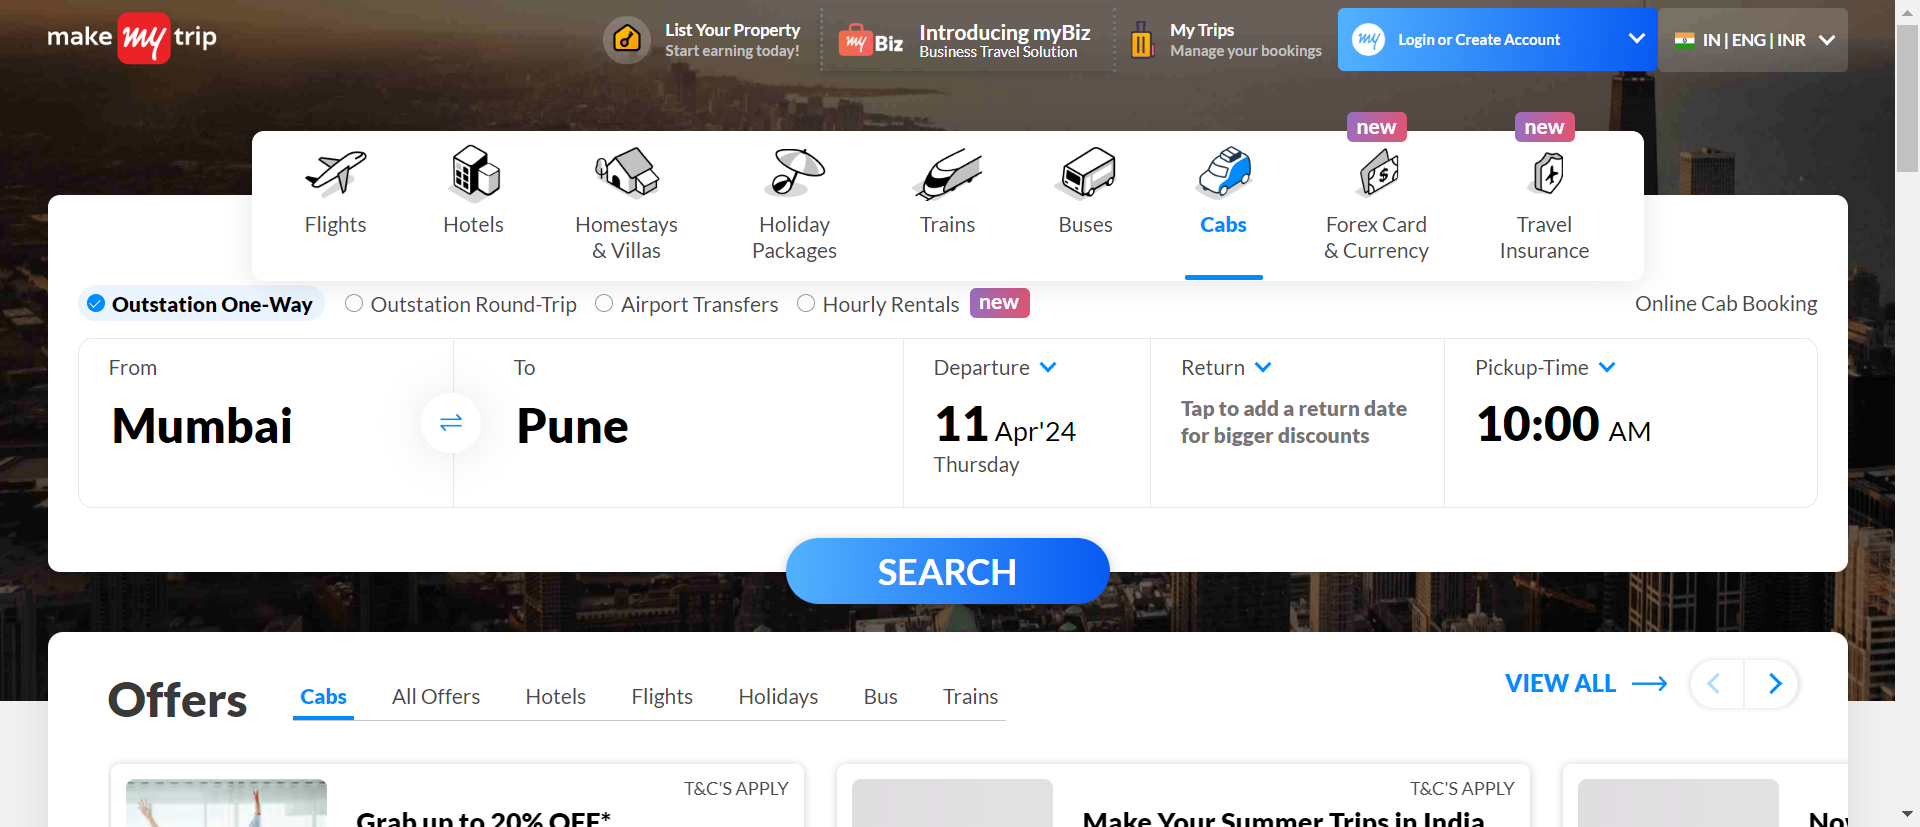 make my trip
List Your Property
Start earning today!
my Biz
Introducing myBiz
Business Travel Solution
My Trips
Manage your bookings
my
Login or Create Account
IN | ENG | INR
new
new
Flights
Hotels
Homestays
& Villas
Holiday
Packages
Trains
Buses
Cabs
Forex Card
& Currency
Travel
Insurance
Outstation One-Way
Outstation Round-Trip
Airport Transfers
Hourly Rentals
new
Online Cab Booking
From
Mumbai
To
Pune
Departure
11 Apr'24
Thursday
Return
Tap to add a return date
for bigger discounts
Pickup-Time
10:00 AM
SEARCH
Offers
Cabs
All Offers
Hotels
Flights
Holidays
Bus
Trains
VIEW ALL
T&C'S APPLY
Grab up to 20% OFF*
T&C'S APPLY
Make Your Summer Trips in India